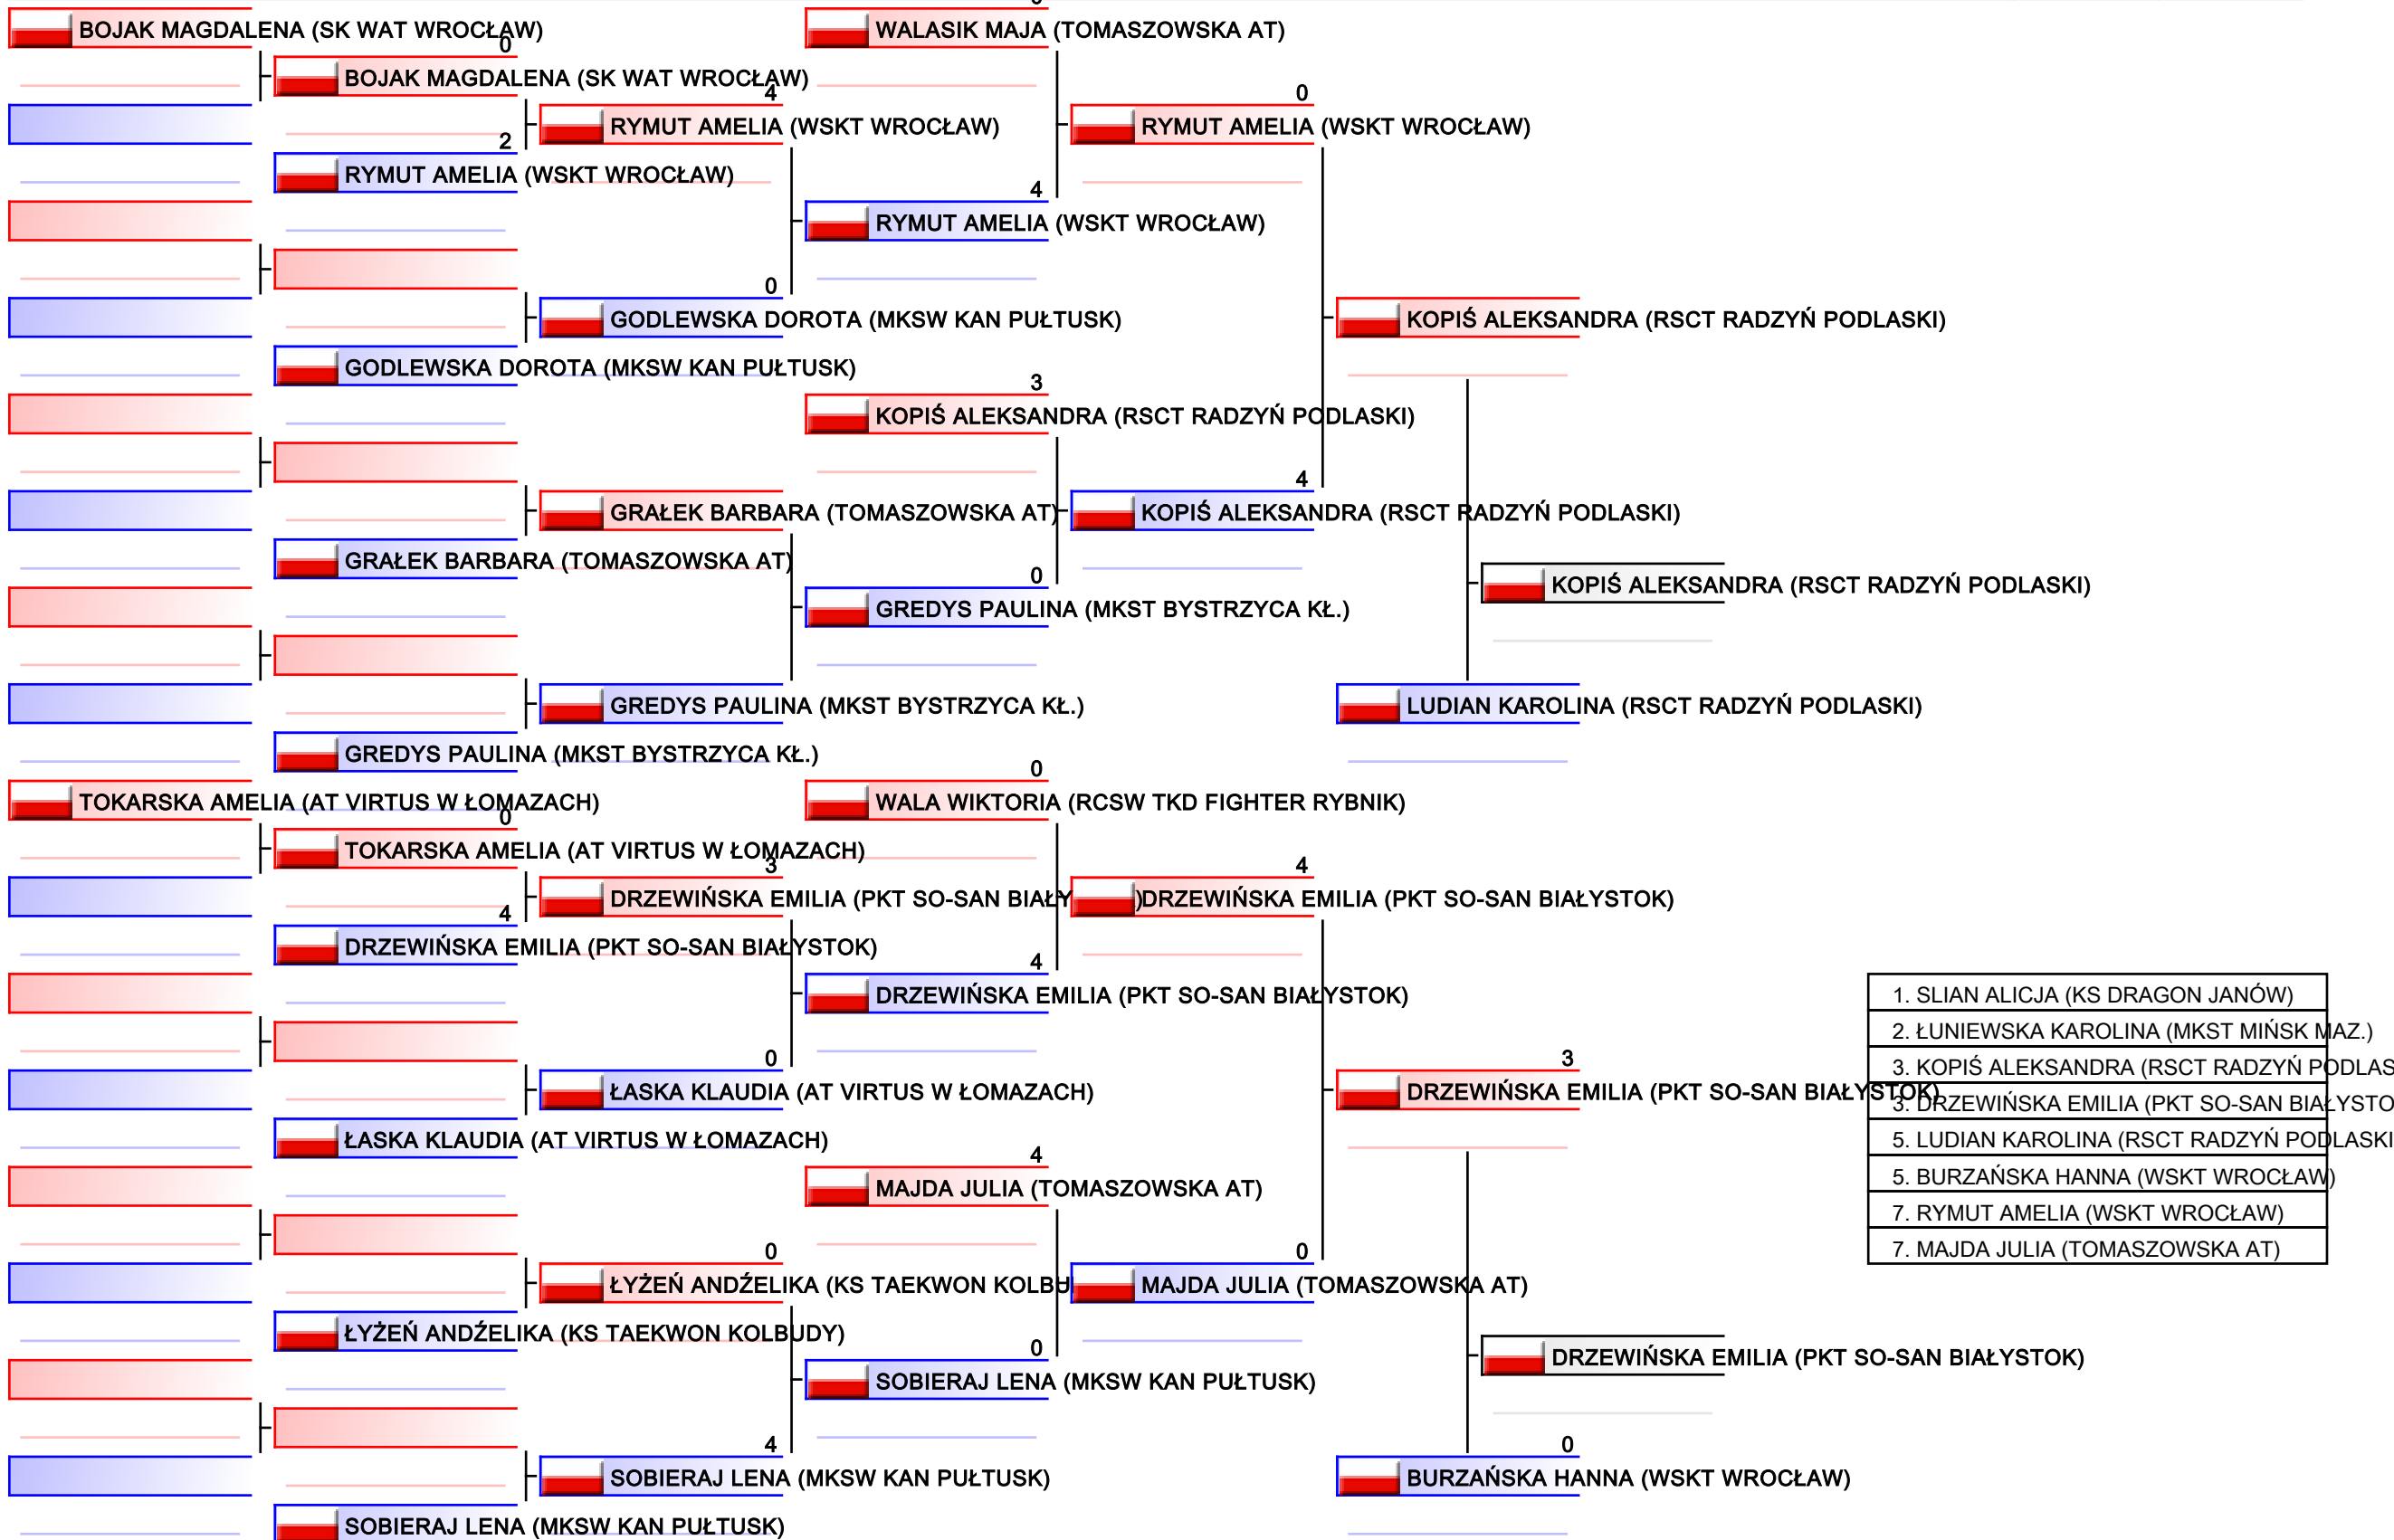 BOJAK MAGDALENA (SK WAT WROCŁAW)
0
BOJAK MAGDALENA (SK WAT WROCŁAW)
2
RYMUT AMELIA (WSKT WROCŁAW)
GODLEWSKA DOROTA (MKSW KAN PUŁTUSK)
GRAŁEK BARBARA (TOMASZOWSKA AT)
GREDYS PAULINA (MKST BYSTRZYCA KŁ.)
TOKARSKA AMELIA (AT VIRTUS W ŁOMAZACH)
0
TOKARSKA AMELIA (AT VIRTUS W ŁOMAZACH)
4
DRZEWIŃSKA EMILIA (PKT SO-SAN BIAŁYSTOK)
ŁASKA KLAUDIA (AT VIRTUS W ŁOMAZACH)
ŁYŻEŃ ANDŹELIKA (KS TAEKWON KOLBUDY)
SOBIERAJ LENA (MKSW KAN PUŁTUSK)
4
RYMUT AMELIA (WSKT WROCŁAW)
0
GODLEWSKA DOROTA (MKSW KAN PUŁTUSK)
GRAŁEK BARBARA (TOMASZOWSKA AT)
GREDYS PAULINA (MKST BYSTRZYCA KŁ.)
3
DRZEWIŃSKA EMILIA (PKT SO-SAN BIAŁY )
0
ŁASKA KLAUDIA (AT VIRTUS W ŁOMAZACH)
0
ŁYŻEŃ ANDŹELIKA (KS TAEKWON KOLBU
4
SOBIERAJ LENA (MKSW KAN PUŁTUSK)
WALASIK MAJA (TOMASZOWSKA AT)
4
RYMUT AMELIA (WSKT WROCŁAW)
3
KOPIŚ ALEKSANDRA (RSCT RADZYŃ PODLASKI)
0
GREDYS PAULINA (MKST BYSTRZYCA KŁ.)
0
WALA WIKTORIA (RCSW TKD FIGHTER RYBNIK)
4
DRZEWIŃSKA EMILIA (PKT SO-SAN BIAŁYSTOK)
4
MAJDA JULIA (TOMASZOWSKA AT)
0
SOBIERAJ LENA (MKSW KAN PUŁTUSK)
0
RYMUT AMELIA (WSKT WROCŁAW)
4
KOPIŚ ALEKSANDRA (RSCT RADZYŃ PODLASKI)
4
DRZEWIŃSKA EMILIA (PKT SO-SAN BIAŁYSTOK)
0
MAJDA JULIA (TOMASZOWSKA AT)
KOPIŚ ALEKSANDRA (RSCT RADZYŃ PODLASKI)
LUDIAN KAROLINA (RSCT RADZYŃ PODLASKI)
3
DRZEWIŃSKA EMILIA (PKT SO-SAN BIAŁYSTOK)
0
BURZAŃSKA HANNA (WSKT WROCŁAW)
KOPIŚ ALEKSANDRA (RSCT RADZYŃ PODLASKI)
DRZEWIŃSKA EMILIA (PKT SO-SAN BIAŁYSTOK)
1. SLIAN ALICJA (KS DRAGON JANÓW)
2. ŁUNIEWSKA KAROLINA (MKST MIŃSK MAZ.)
3. KOPIŚ ALEKSANDRA (RSCT RADZYŃ PODLAS
3. DRZEWIŃSKA EMILIA (PKT SO-SAN BIAŁYSTO
5. LUDIAN KAROLINA (RSCT RADZYŃ PODLASKI
5. BURZAŃSKA HANNA (WSKT WROCŁAW)
7. RYMUT AMELIA (WSKT WROCŁAW)
7. MAJDA JULIA (TOMASZOWSKA AT)